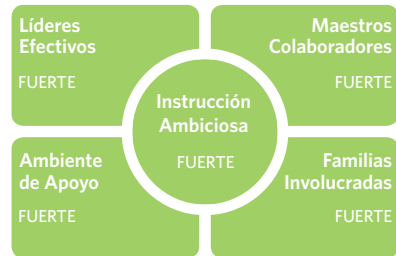 Líderes
Efectivos
FUERTE
Maestros
Colaboradores
FUERTE
Instrucción
Ambiciosa
FUERTE
Ambiente
de Apoyo
FUERTE
Familias
Involucradas
FUERTE